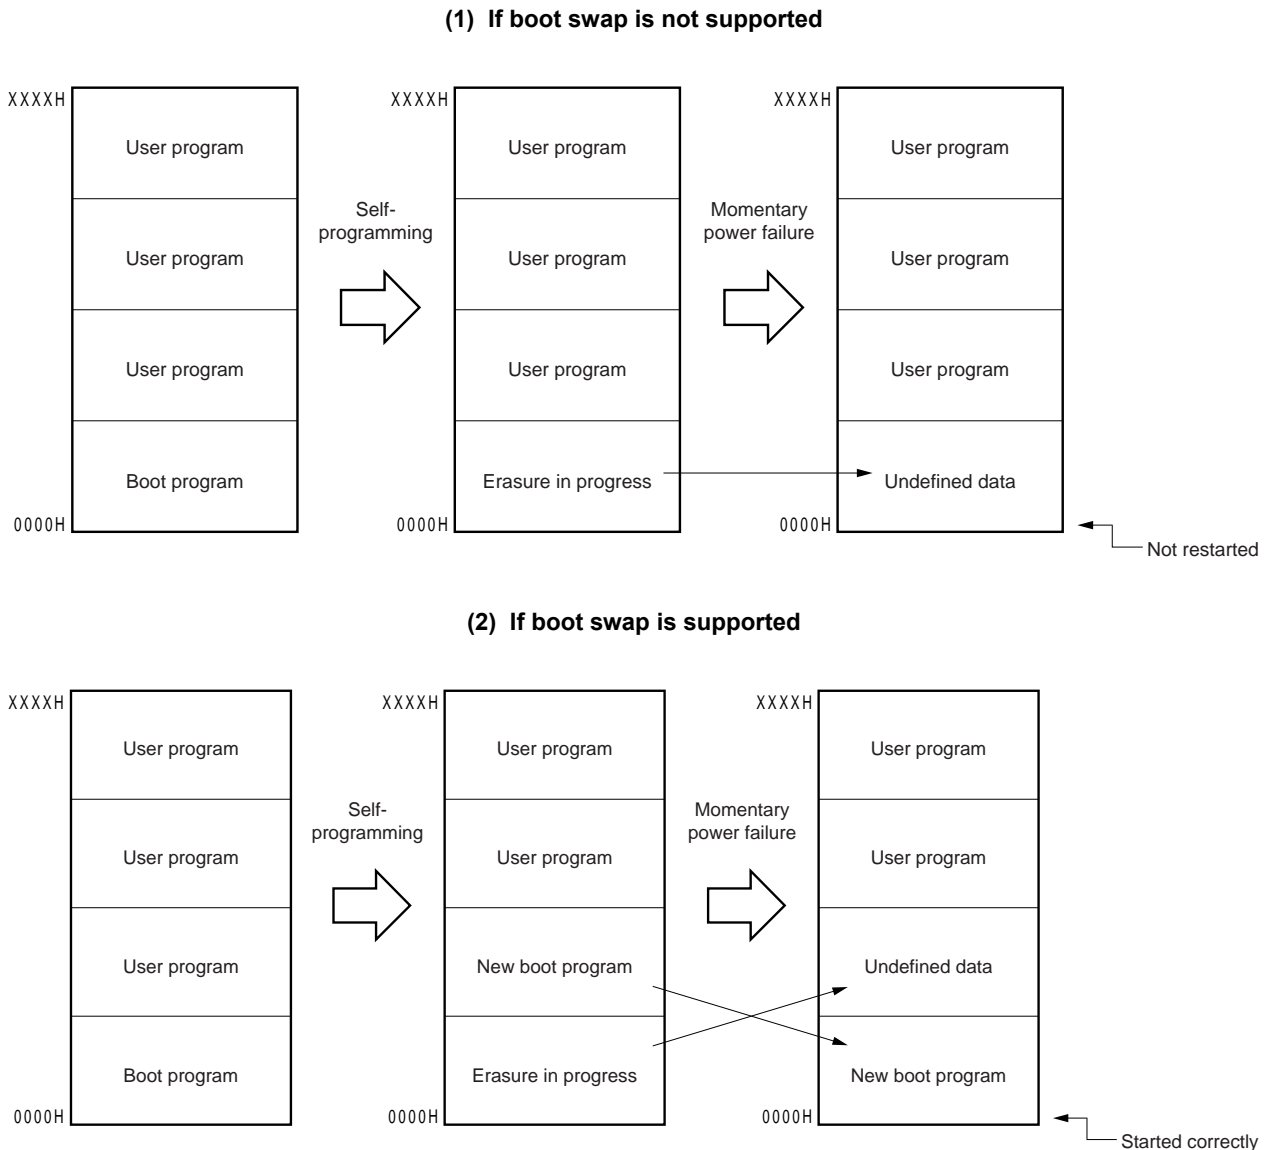 (1) If boot swap is not supported
XXXXH
XXXXH
XXXXH
User program
User program
User program
Self-
programming
Momentary
power failure
User program
User program
User program
User program
User program
User program
Boot program
Erasure in progress
Undefined data
0000H
0000H
0000H
Not restarted
(2) If boot swap is supported
XXXXH
XXXXH
XXXXH
User program
User program
User program
Self-
programming
Momentary
power failure
User program
User program
User program
User program
New boot program
Undefined data
Boot program
Erasure in progress
New boot program
0000H
0000H
0000H
Started correctly